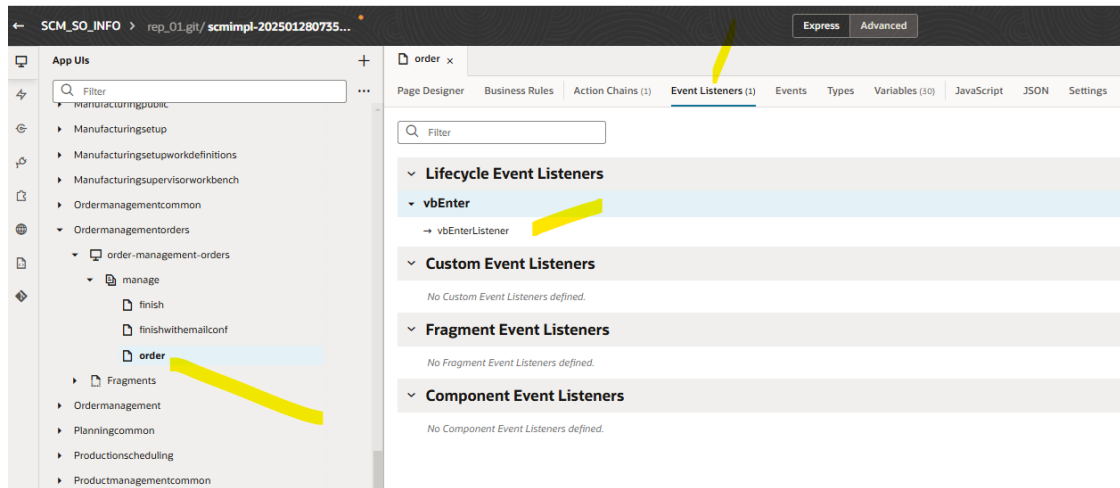 ← SCM_SO_INFO > rep_01.git/ scmimpl-202501280735...
Express Advanced
App UIs +
Filter ...
Manufacturingpublic
Manufacturingsetup
Manufacturingsetupworkdefinitions
Manufacturingsupervisorworkbench
Ordermanagementcommon
Ordermanagementorders
order-management-orders
manage
finish
finishwithemailconf
order
Fragments
Ordermanagement
Planningcommon
Productionscheduling
Productmanagementcommon
order x
Page Designer Business Rules Action Chains (1) Event Listeners (1) Events Types Variables (30) JavaScript JSON Settings
Filter
Lifecycle Event Listeners
vbEnter
→ vbEnterListener
Custom Event Listeners
No Custom Event Listeners defined.
Fragment Event Listeners
No Fragment Event Listeners defined.
Component Event Listeners
No Component Event Listeners defined.